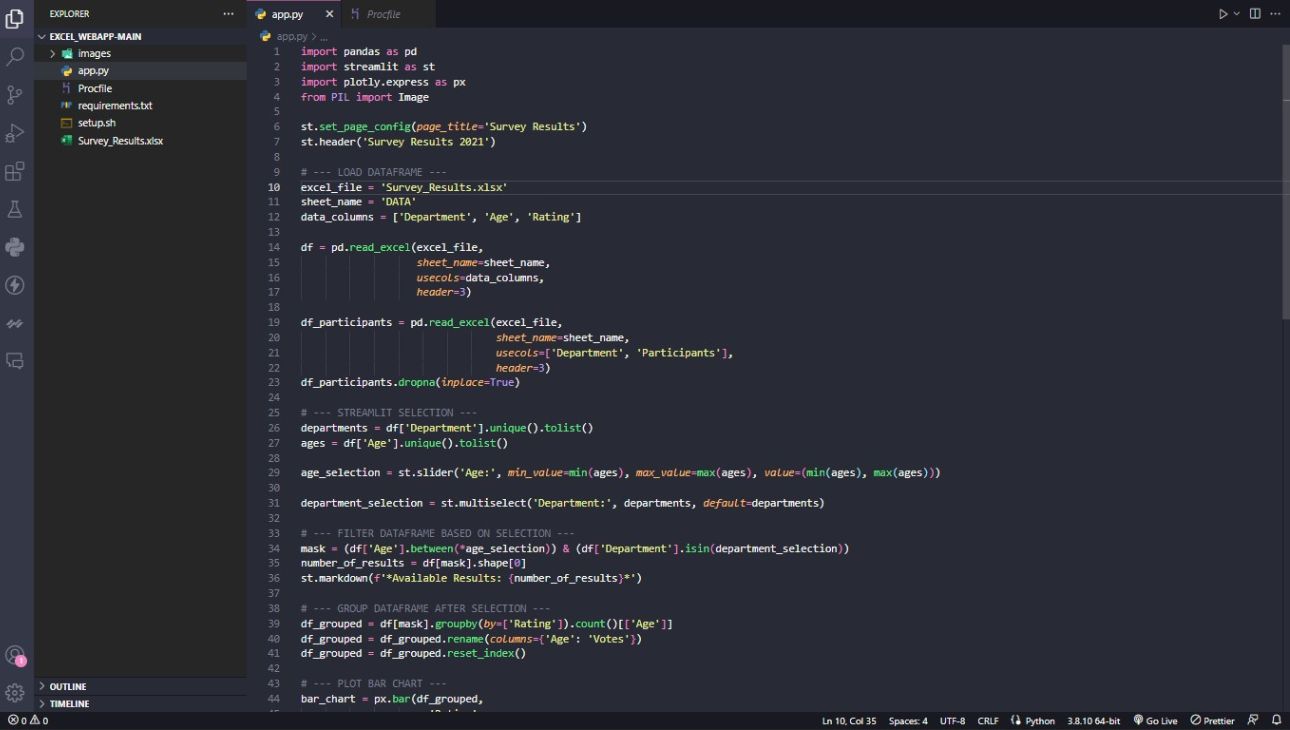 EXPLORER
···
app.py
Procfile
EXCEL_WEBAPP-MAIN
images
app.py
Procfile
requirements.txt
setup.sh
Survey_Results.xlsx
OUTLINE
TIMELINE
app.py > ...
1 import pandas as pd
2 import streamlit as st
3 import plotly.express as px
4 from PIL import Image
5
6 st.set_page_config(page_title='Survey Results')
7 st.header('Survey Results 2021')
8
9 # --- LOAD DATAFRAME ---
10 excel_file = 'Survey_Results.xlsx'
11 sheet_name = 'DATA'
12 data_columns = ['Department', 'Age', 'Rating']
13
14 df = pd.read_excel(excel_file,
15 sheet_name=sheet_name,
16 usecols=data_columns,
17 header=3)
18
19 df_participants = pd.read_excel(excel_file,
20 sheet_name=sheet_name,
21 usecols=['Department', 'Participants'],
22 header=3)
23 df_participants.dropna(inplace=True)
24
25 # --- STREAMLIT SELECTION ---
26 departments = df['Department'].unique().tolist()
27 ages = df['Age'].unique().tolist()
28
29 age_selection = st.slider('Age:', min_value=min(ages), max_value=max(ages), value=(min(ages), max(ages)))
30
31 department_selection = st.multiselect('Department:', departments, default=departments)
32
33 # --- FILTER DATAFRAME BASED ON SELECTION ---
34 mask = (df['Age'].between(*age_selection)) & (df['Department'].isin(department_selection))
35 number_of_results = df[mask].shape[0]
36 st.markdown(f'*Available Results: {number_of_results}*')
37
38 # --- GROUP DATAFRAME AFTER SELECTION ---
39 df_grouped = df[mask].groupby(by=['Rating']).count()[['Age']]
40 df_grouped = df_grouped.rename(columns={'Age': 'Votes'})
41 df_grouped = df_grouped.reset_index()
42
43 # --- PLOT BAR CHART ---
44 bar_chart = px.bar(df_grouped,
1
0 0 Ln 10, Col 35 Spaces: 4 UTF-8 CRLF Python 3.8.10 64-bit Go Live Prettier